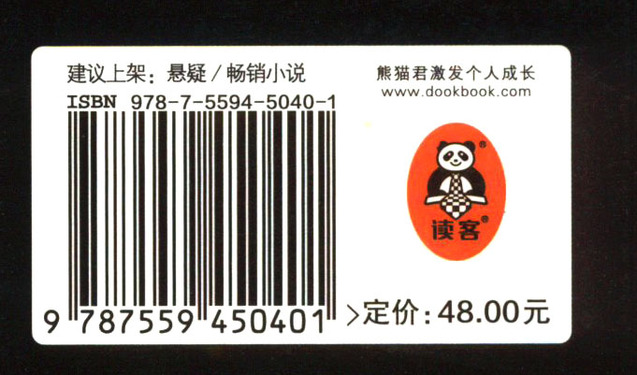 建议上架：悬疑/畅销小说
ISBN 978-7-5594-5040-1
9 787559 450401 >定价：48.00元
熊猫君激发个人成长
www.dookbook.com
®
读客®